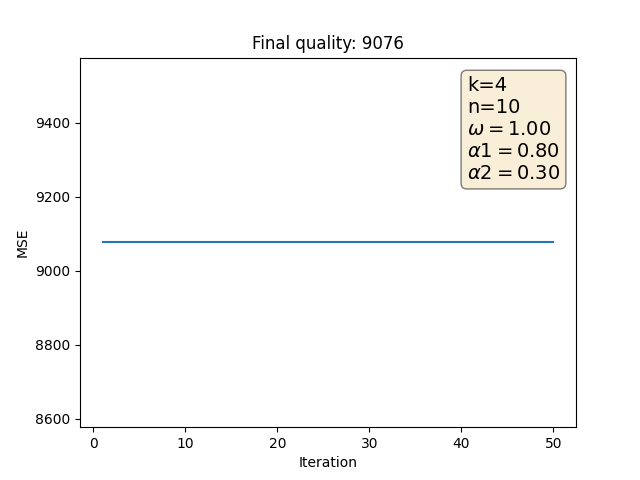 Final quality: 9076
k=4
n=10
ω = 1.00
α1 = 0.80
α2 = 0.30
MSE
9400
9200
9000
8800
8600
0 10 20 30 40 50
Iteration